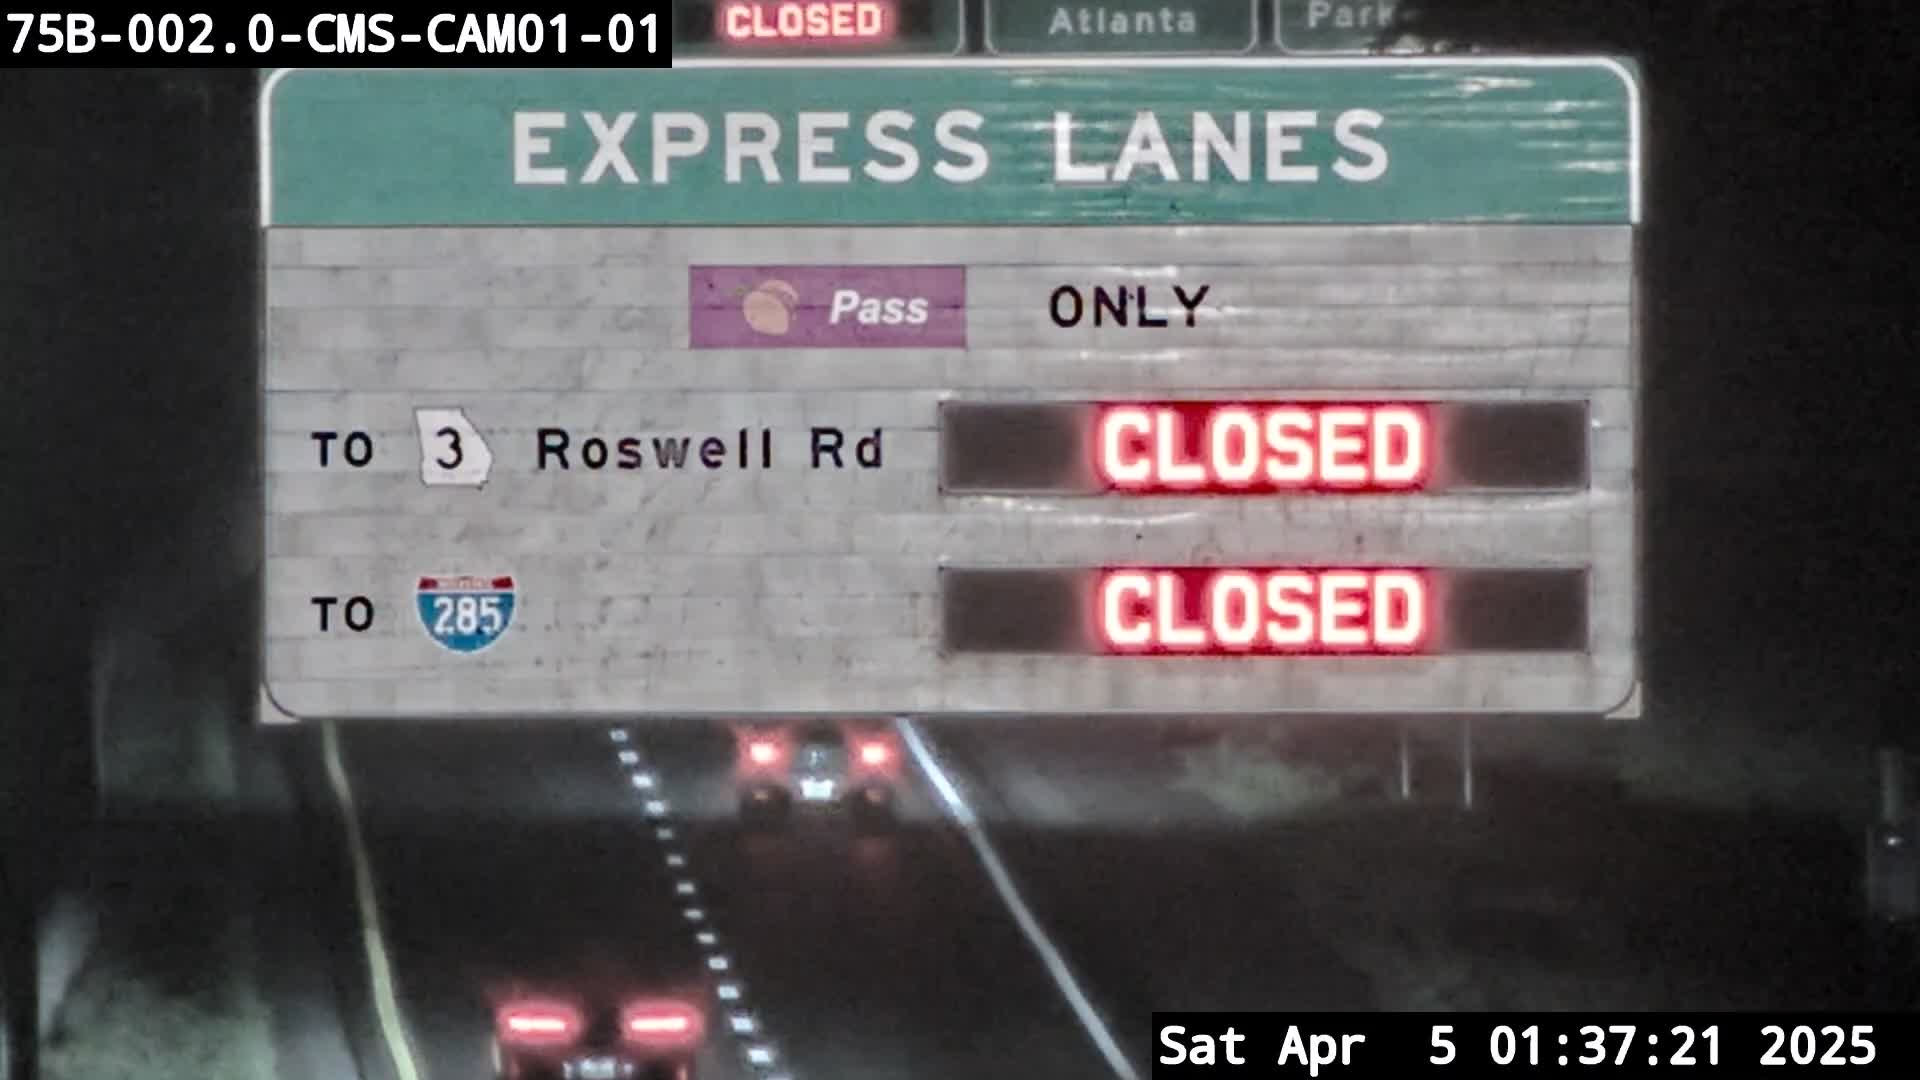 75B-002.0-CMS-CAM01-01
CLOSED
Atlanta
Park
EXPRESS LANES
Pass ONLY
TO 3 Roswell Rd CLOSED
TO 285 CLOSED
Sat Apr 5 01:37:21 2025